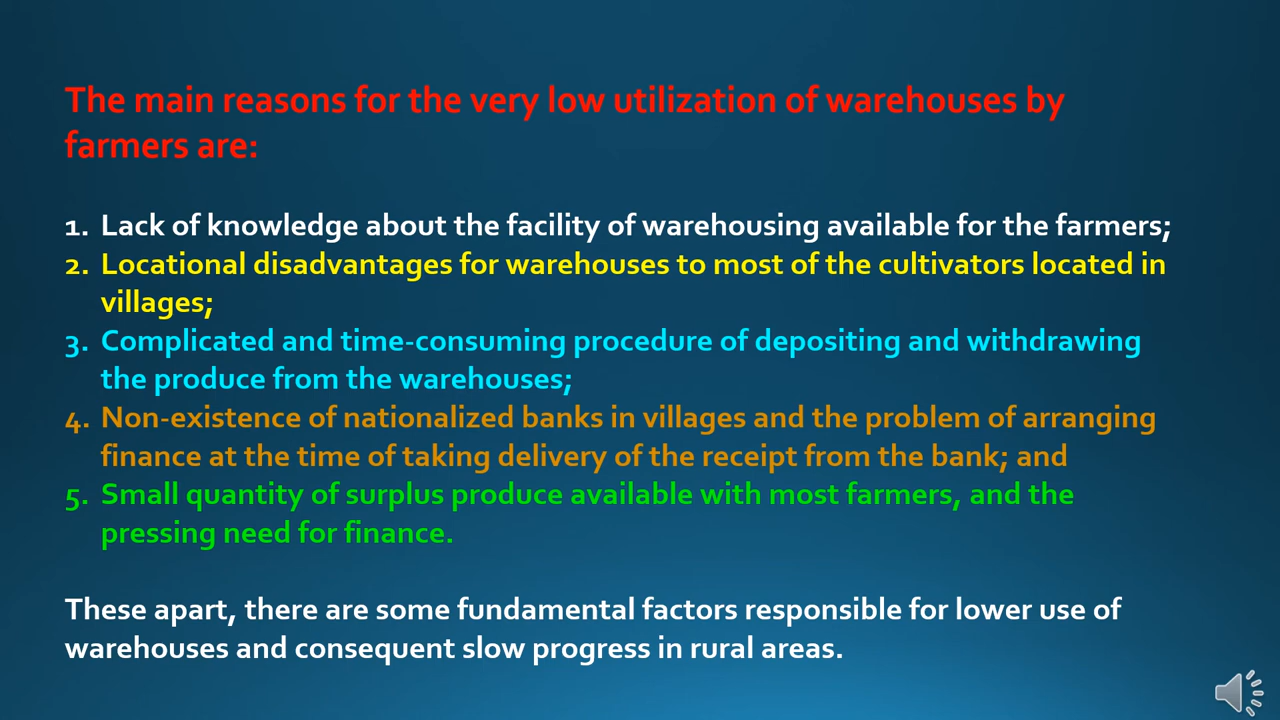 The main reasons for the very low utilization of warehouses by
farmers are:
1. Lack of knowledge about the facility of warehousing available for the farmers;
2. Locational disadvantages for warehouses to most of the cultivators located in
villages;
3. Complicated and time-consuming procedure of depositing and withdrawing
the produce from the warehouses;
4. Non-existence of nationalized banks in villages and the problem of arranging
finance at the time of taking delivery of the receipt from the bank; and
5. Small quantity of surplus produce available with most farmers, and the
pressing need for finance.
These apart, there are some fundamental factors responsible for lower use of
warehouses and consequent slow progress in rural areas.